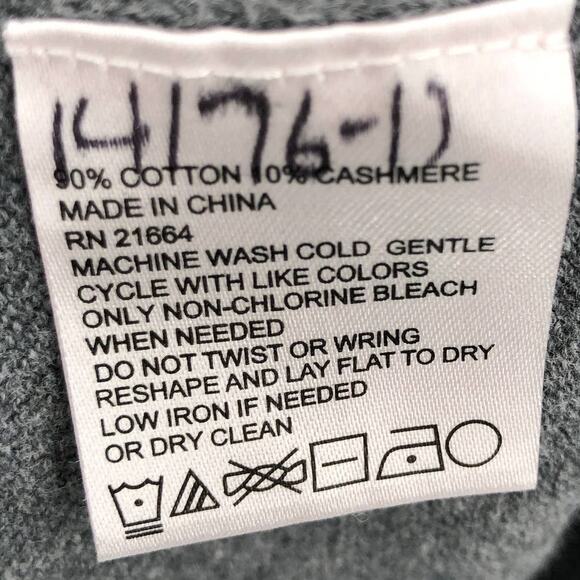 14176-11
90% COTTON 10% CASHMERE
MADE IN CHINA
RN 21664
MACHINE WASH COLD GENTLE
CYCLE WITH LIKE COLORS
ONLY NON-CHLORINE BLEACH
WHEN NEEDED
DO NOT TWIST OR WRING
RESHAPE AND LAY FLAT TO DRY
LOW IRON IF NEEDED
OR DRY CLEAN